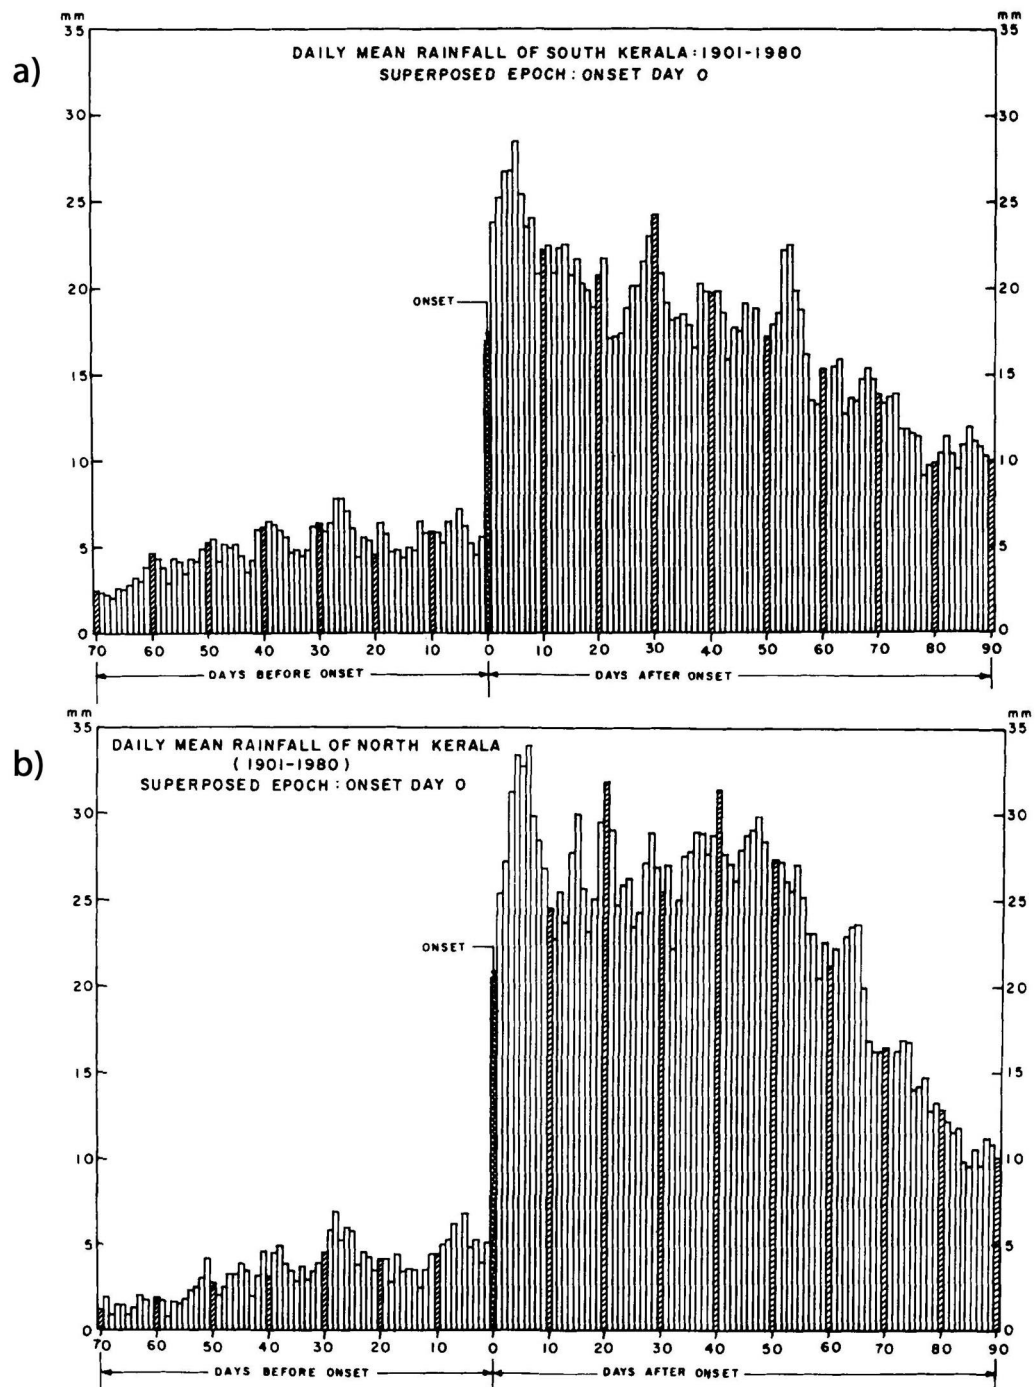 a)
mm
mm
DAILY MEAN RAINFALL OF SOUTH KERALA: 1901-1980
SUPERPOSED EPOCH: ONSET DAY 0
35
35
30
30
25
25
20
20
ONSET
15
15
10
10
5
5
0
0
70 60 50 40 30 20 10 0 10 20 30 40 50 60 70 80 90
DAYS BEFORE ONSET
DAYS AFTER ONSET
b)
mm
mm
DAILY MEAN RAINFALL OF NORTH KERALA
(1901-1980)
SUPERPOSED EPOCH: ONSET DAY 0
35
35
30
30
25
25
ONSET
20
20
15
15
10
10
5
5
0
0
70 60 50 40 30 20 10 0 10 20 30 40 50 60 70 80 90
DAYS BEFORE ONSET
DAYS AFTER ONSET